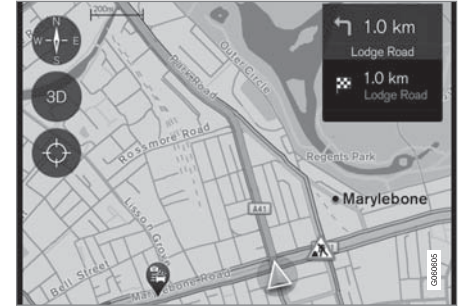 200m
N
W
E
S
1.0 km
Lodge Road
1.0 km
Lodge Road
3D
Outer Circle
Park Road
Rossmore Road
Regents Park
Marylebone
A41
Lisson Grove
Bell Street
Marylebone Road
G060605